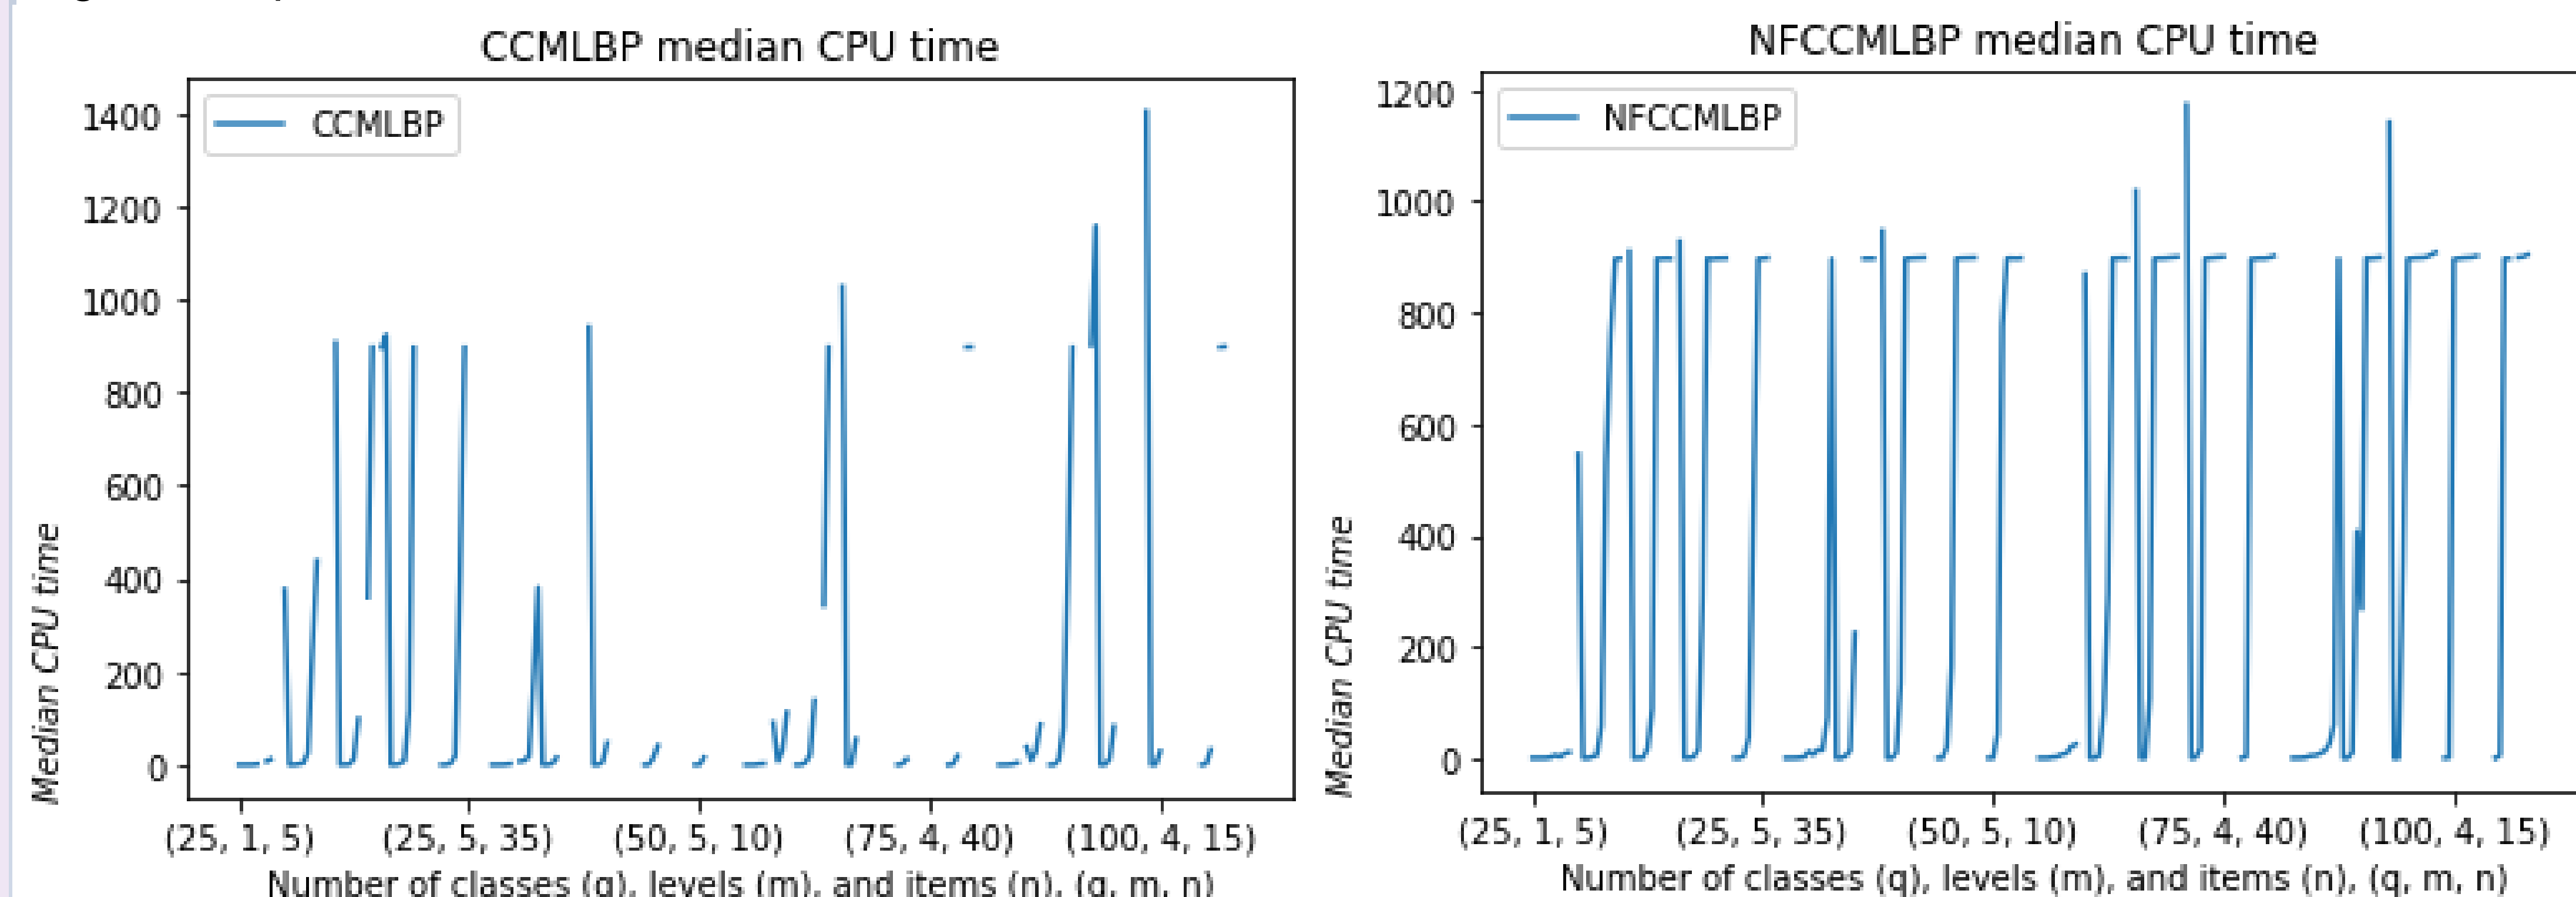 CCMLBP median CPU time
CCMLBP
1400
1200
1000
800
600
400
200
0
Median CPU time
(25, 1, 5) (25, 5, 35) (50, 5, 10) (75, 4, 40) (100, 4, 15)
Number of classes (q), levels (m), and items (n), (q, m, n)
NFCCMLBP median CPU time
NFCCMLBP
1200
1000
800
600
400
200
0
Median CPU time
(25, 1, 5) (25, 5, 35) (50, 5, 10) (75, 4, 40) (100, 4, 15)
Number of classes (q), levels (m), and items (n), (q, m, n)